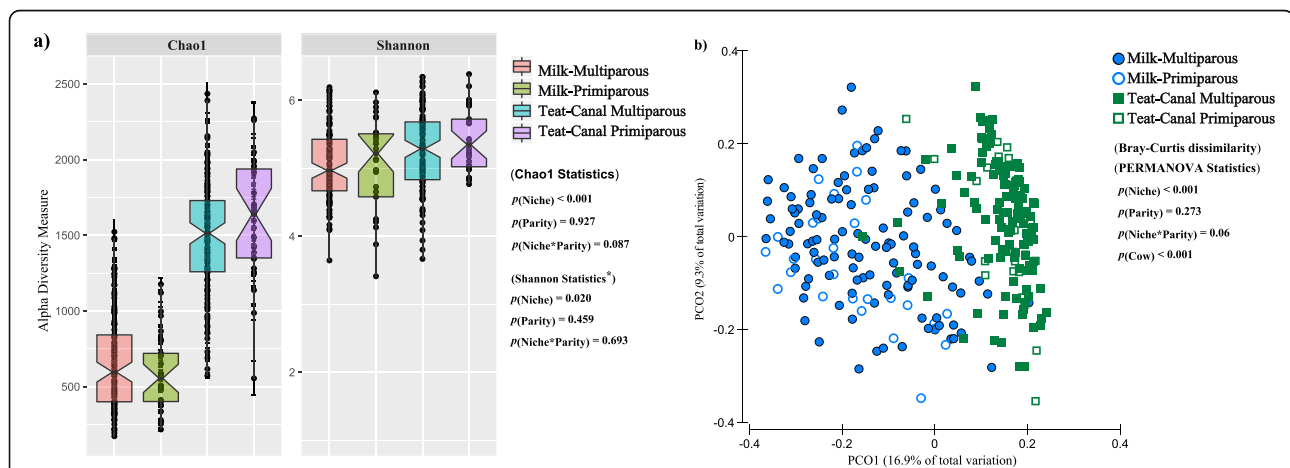 a)
Chao1
Shannon
Alpha Diversity Measure
2500
2000
1500
1000
500
6
4
2
Milk-Multiparous
Milk-Primiparous
Teat-Canal Multiparous
Teat-Canal Primiparous
(Chao1 Statistics)
p(Niche) < 0.001
p(Parity) = 0.927
p(Niche*Parity) = 0.087
(Shannon Statistics*)
p(Niche) = 0.020
p(Parity) = 0.459
p(Niche*Parity) = 0.693
b)
PCO2 (9.3% of total variation)
0.4
0.2
0
-0.2
-0.4
-0.4
-0.2
0
0.2
0.4
PCO1 (16.9% of total variation)
Milk-Multiparous
Milk-Primiparous
Teat-Canal Multiparous
Teat-Canal Primiparous
(Bray-Curtis dissimilarity)
(PERMANOVA Statistics)
p(Niche) < 0.001
p(Parity) = 0.273
p(Niche*Parity) = 0.06
p(Cow) < 0.001